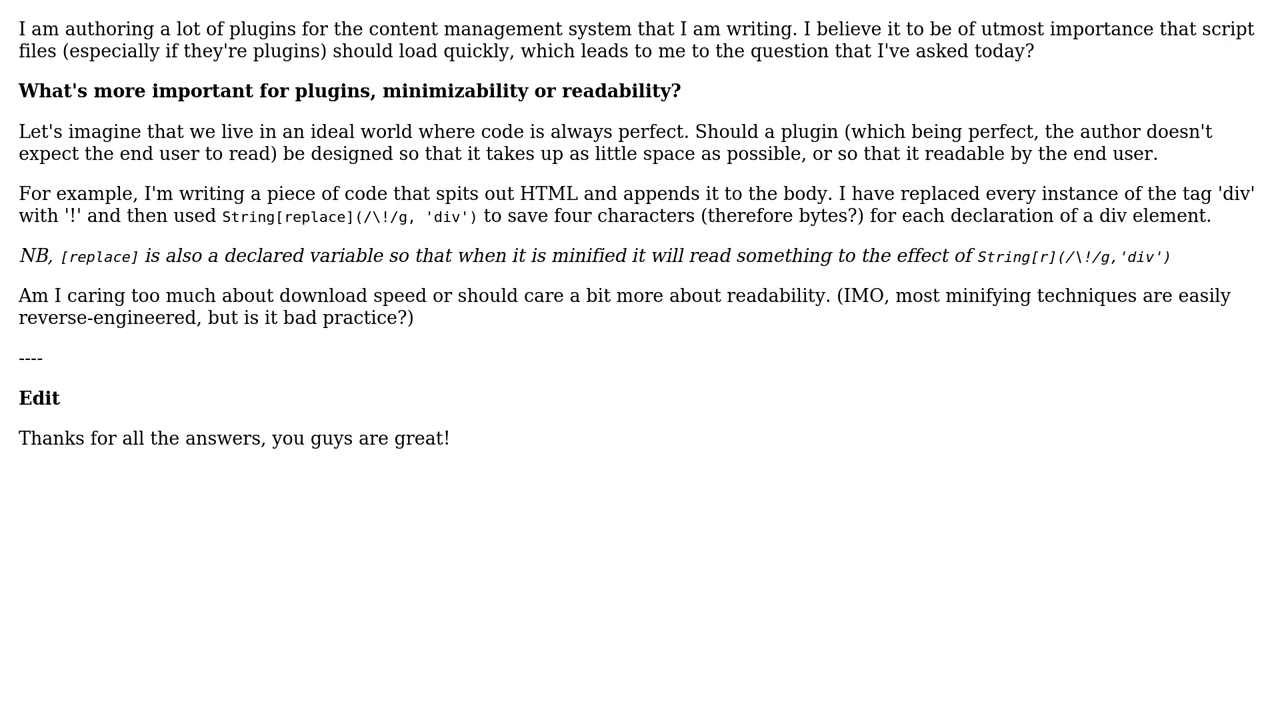 I am authoring a lot of plugins for the content management system that I am writing. I believe it to be of utmost importance that script
files (especially if they're plugins) should load quickly, which leads to me to the question that I've asked today?
What's more important for plugins, minimizability or readability?
Let's imagine that we live in an ideal world where code is always perfect. Should a plugin (which being perfect, the author doesn't
expect the end user to read) be designed so that it takes up as little space as possible, or so that it readable by the end user.
For example, I'm writing a piece of code that spits out HTML and appends it to the body. I have replaced every instance of the tag 'div'
with '!' and then used String[replace](/\!/g, 'div') to save four characters (therefore bytes?) for each declaration of a div element.
NB, [replace] is also a declared variable so that when it is minified it will read something to the effect of String[r](/\!/g,'div')
Am I caring too much about download speed or should care a bit more about readability. (IMO, most minifying techniques are easily
reverse-engineered, but is it bad practice?)
----
Edit
Thanks for all the answers, you guys are great!